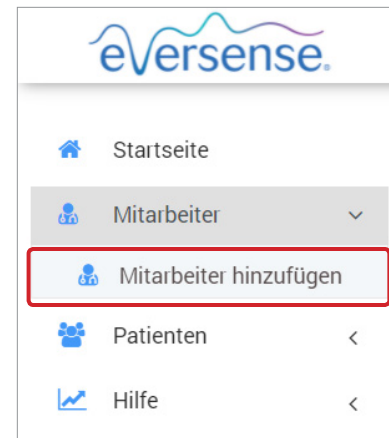 eversense®
Startseite
Mitarbeiter
Mitarbeiter hinzufügen
Patienten
Hilfe